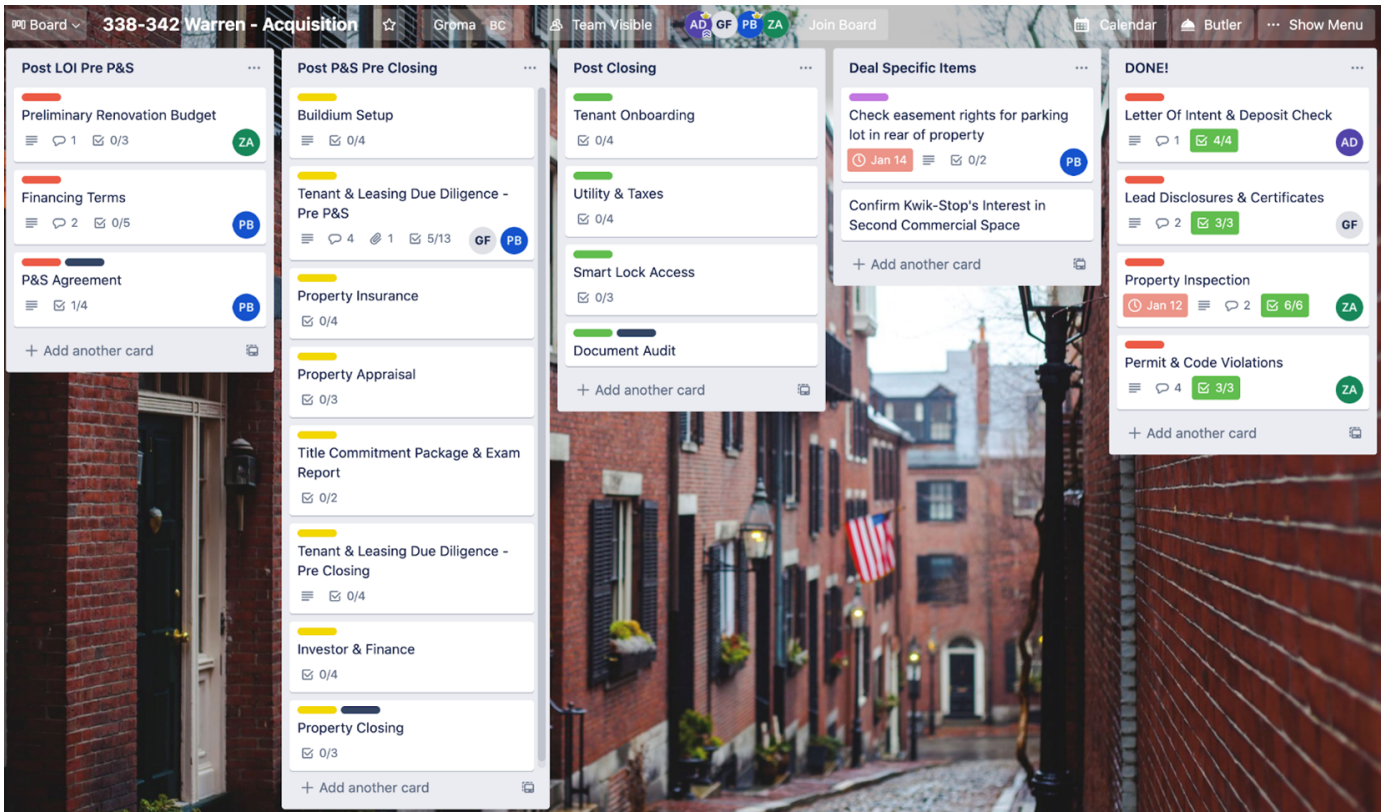 Board
338-342 Warren - Acquisition
Groma BC
Team Visible
AD GF PB ZA
Join Board
Calendar
Butler
Show Menu
Post LOI Pre P&S
Preliminary Renovation Budget
1 0/3 ZA
Financing Terms
2 0/5 PB
P&S Agreement
1/4 PB
+ Add another card
Post P&S Pre Closing
Buildium Setup
0/4
Tenant & Leasing Due Diligence -
Pre P&S
4 1 5/13 GF PB
Property Insurance
0/4
Property Appraisal
0/3
Title Commitment Package & Exam
Report
0/2
Tenant & Leasing Due Diligence -
Pre Closing
0/4
Investor & Finance
0/4
Property Closing
0/3
+ Add another card
Post Closing
Tenant Onboarding
0/4
Utility & Taxes
0/4
Smart Lock Access
0/3
Document Audit
+ Add another card
Deal Specific Items
Check easement rights for parking
lot in rear of property
Jan 14 0/2 PB
Confirm Kwik-Stop's Interest in
Second Commercial Space
+ Add another card
DONE!
Letter Of Intent & Deposit Check
1 4/4 AD
Lead Disclosures & Certificates
2 3/3 GF
Property Inspection
Jan 12 2 6/6 ZA
Permit & Code Violations
4 3/3 ZA
+ Add another card